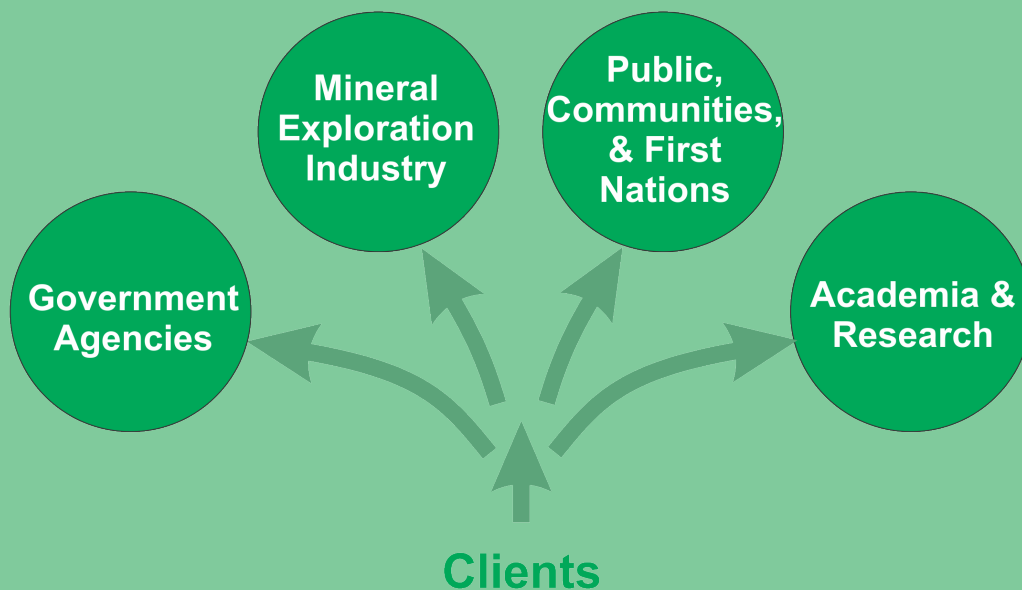 Mineral
Exploration
Industry
Public,
Communities,
& First
Nations
Government
Agencies
Academia &
Research
Clients